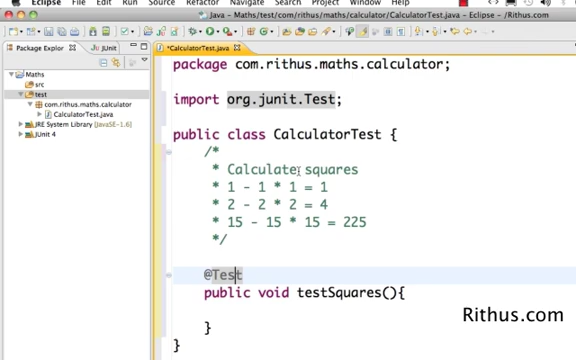 Eclipse File Edit Run Source Refactor Navigate Search Project Window Help
Java - Maths/test/com/rithus/maths/calculator/CalculatorTest.java - Eclipse - /Rithus.com
Package Explor JUnit
Maths
src
test
com.rithus.maths.calculator
CalculatorTest.java
JRE System Library [JavaSE-1.6]
JUnit 4
*CalculatorTest.java
package com.rithus.maths.calculator;
import org.junit.Test;
public class CalculatorTest {
/*
* Calculate squares
* 1 - 1 * 1 = 1
* 2 - 2 * 2 = 4
* 15 - 15 * 15 = 225
*/
@Test
public void testSquares(){
}
}
Rithus.com